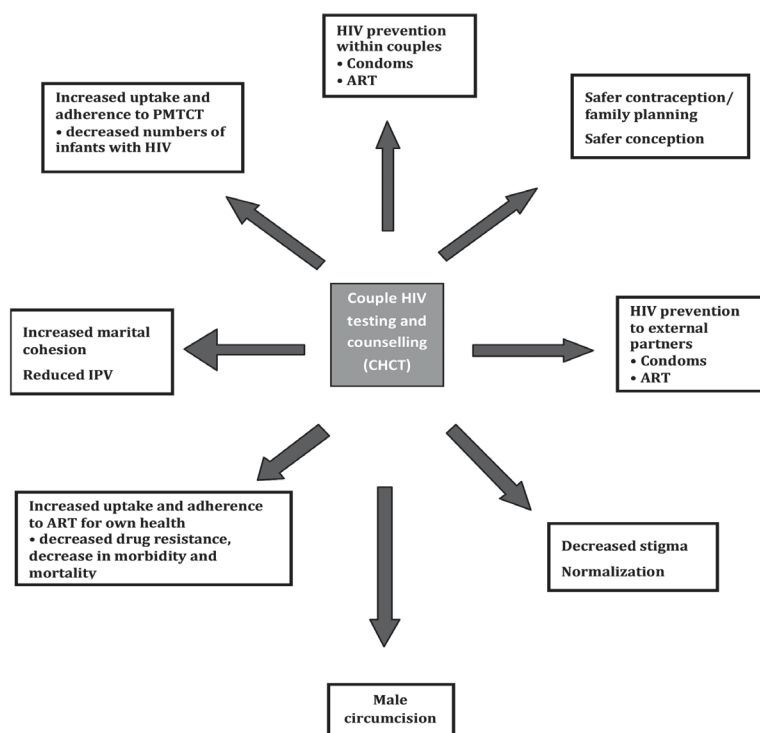 HIV prevention
within couples
• Condoms
• ART
Increased uptake and
adherence to PMTCT
• decreased numbers of
infants with HIV
Safer contraception/
family planning
Safer conception
Couple HIV
testing and
counselling
(CHCT)
Increased marital
cohesion
Reduced IPV
HIV prevention
to external
partners
• Condoms
• ART
Increased uptake and adherence
to ART for own health
• decreased drug resistance,
decrease in morbidity and
mortality
Decreased stigma
Normalization
Male
circumcision